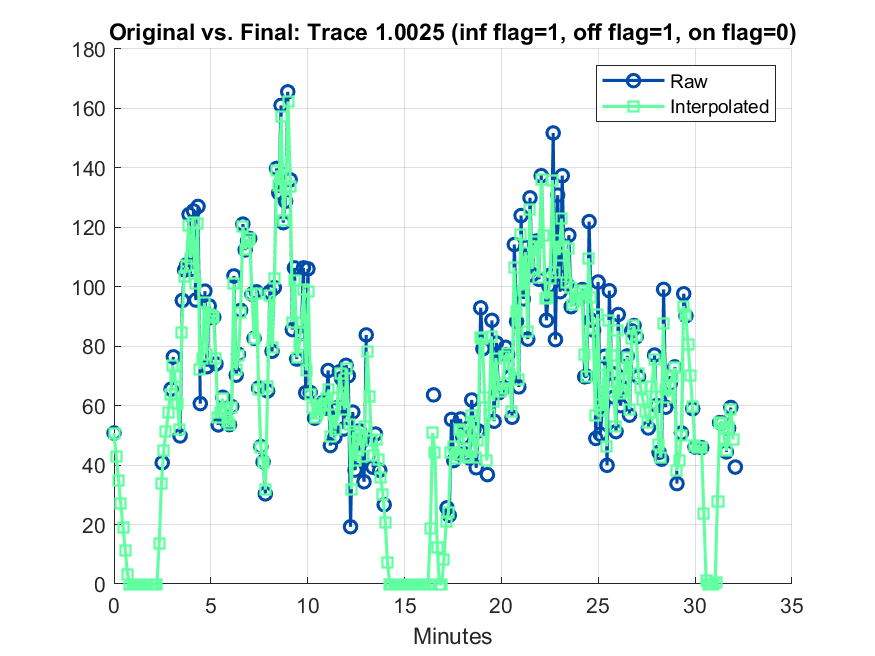 Original vs. Final: Trace 1.0025 (inf flag=1, off flag=1, on flag=0)
180
160
140
120
100
80
60
40
20
0
Raw
Interpolated
0 5 10 15 20 25 30 35
Minutes